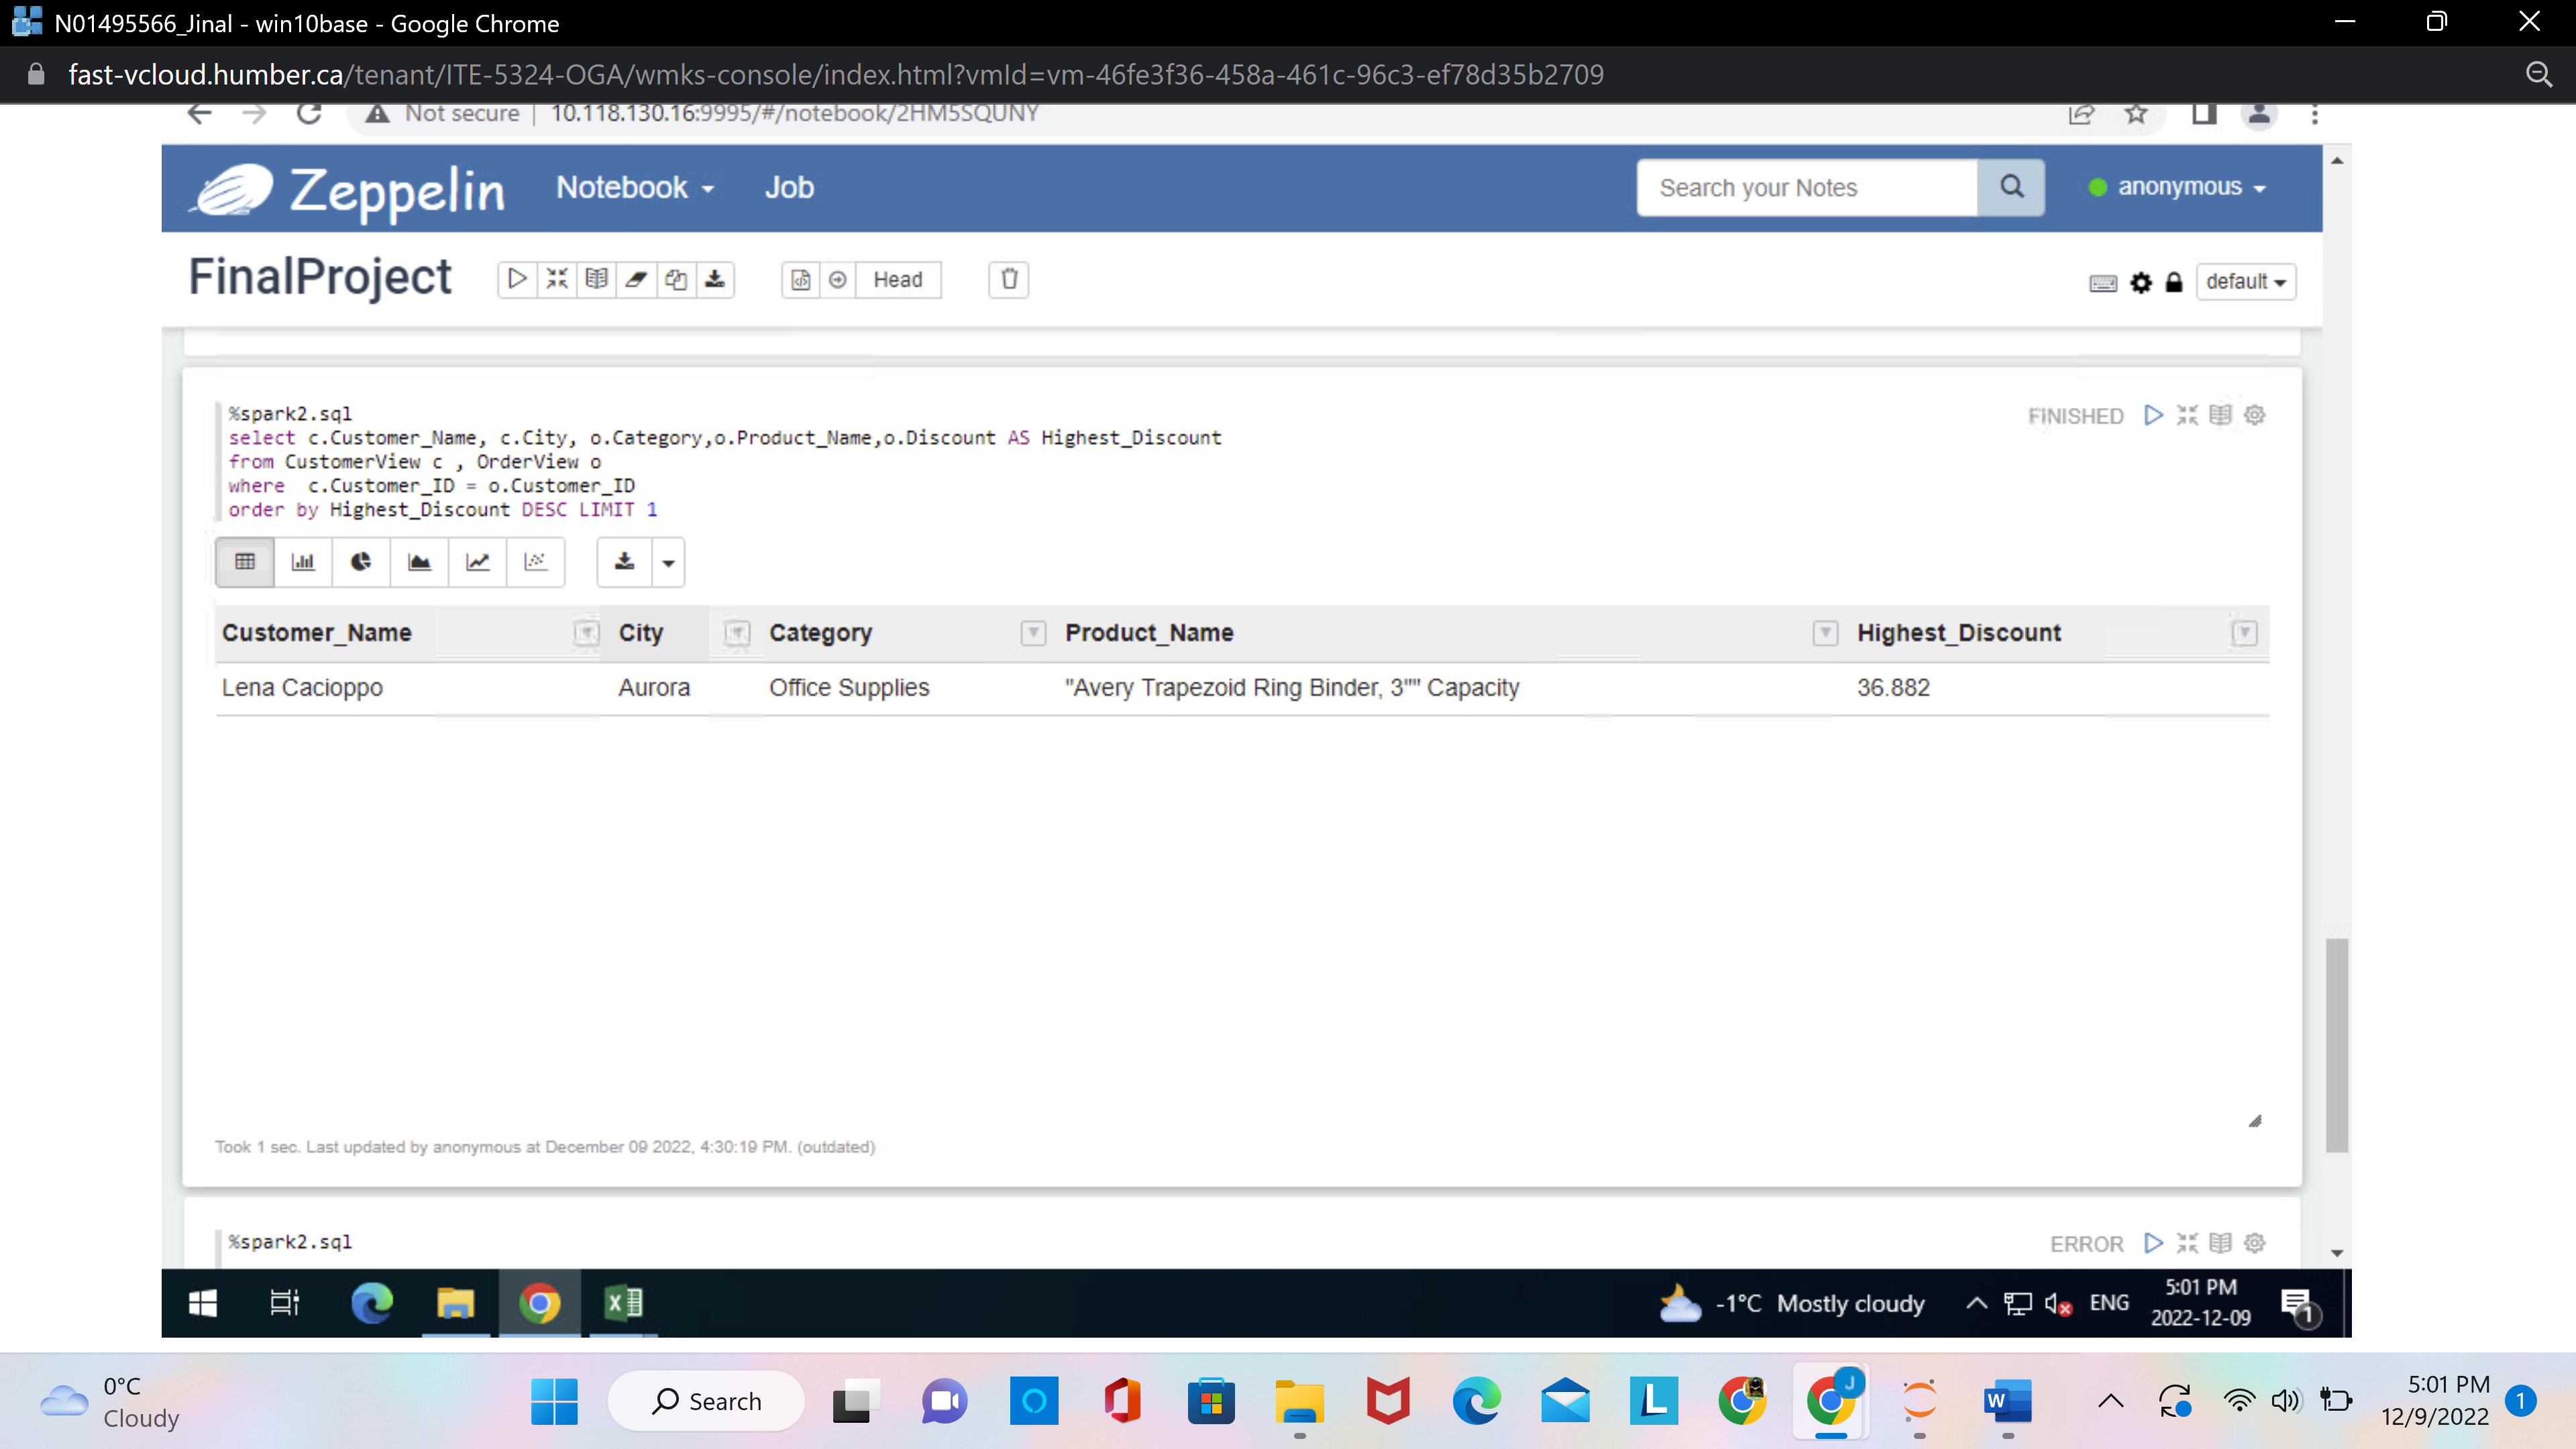 N01495566_Jinal - win10base - Google Chrome
fast-vcloud.humber.ca/tenant/ITE-5324-OGA/wmks-console/index.html?vmId=vm-46fe3f36-458a-461c-96c3-ef78d35b2709
Not secure | 10.118.130.16:9995/#/notebook/2HM5SQUNY
Zeppelin Notebook Job Search your Notes anonymous
FinalProject Head default
%spark2.sql FINISHED
select c.Customer_Name, c.City, o.Category,o.Product_Name,o.Discount AS Highest_Discount
from CustomerView c , OrderView o
where c.Customer_ID = o.Customer_ID
order by Highest_Discount DESC LIMIT 1
Customer_Name City Category Product_Name Highest_Discount
Lena Cacioppo Aurora Office Supplies "Avery Trapezoid Ring Binder, 3"" Capacity 36.882
Took 1 sec. Last updated by anonymous at December 09 2022, 4:30:19 PM. (outdated)
%spark2.sql ERROR
-1°C Mostly cloudy ENG 5:01 PM
2022-12-09 1
0°C
Cloudy
Search
J
5:01 PM
12/9/2022
1